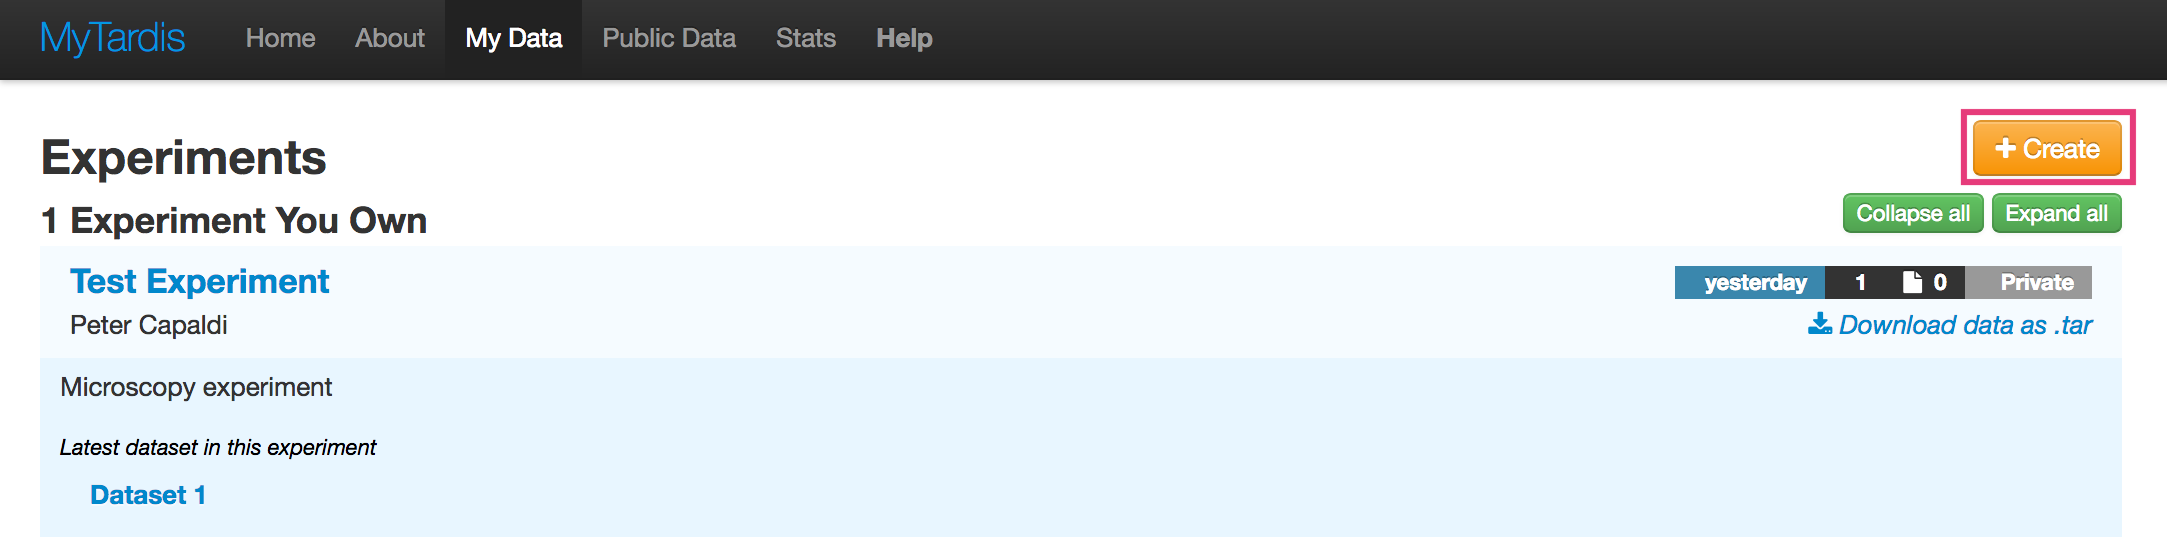 MyTardis Home About My Data Public Data Stats Help
Experiments
+ Create
1 Experiment You Own
Collapse all Expand all
Test Experiment
yesterday 1 0 Private
Peter Capaldi
Download data as .tar
Microscopy experiment
Latest dataset in this experiment
Dataset 1